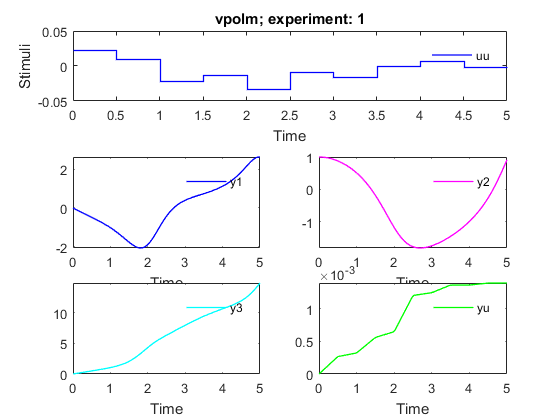 vpolm; experiment: 1
0.05
0
-0.05
Stimuli
uu
0 0.5 1 1.5 2 2.5 3 3.5 4 4.5 5
Time
2
0
-2
y1
0 1 2 3 4 5
Time
1
0
-1
y2
0 1 2 3 4 5
Time
10
5
0
y3
0 1 2 3 4 5
Time
×10-3
1
0.5
0
yu
0 1 2 3 4 5
Time